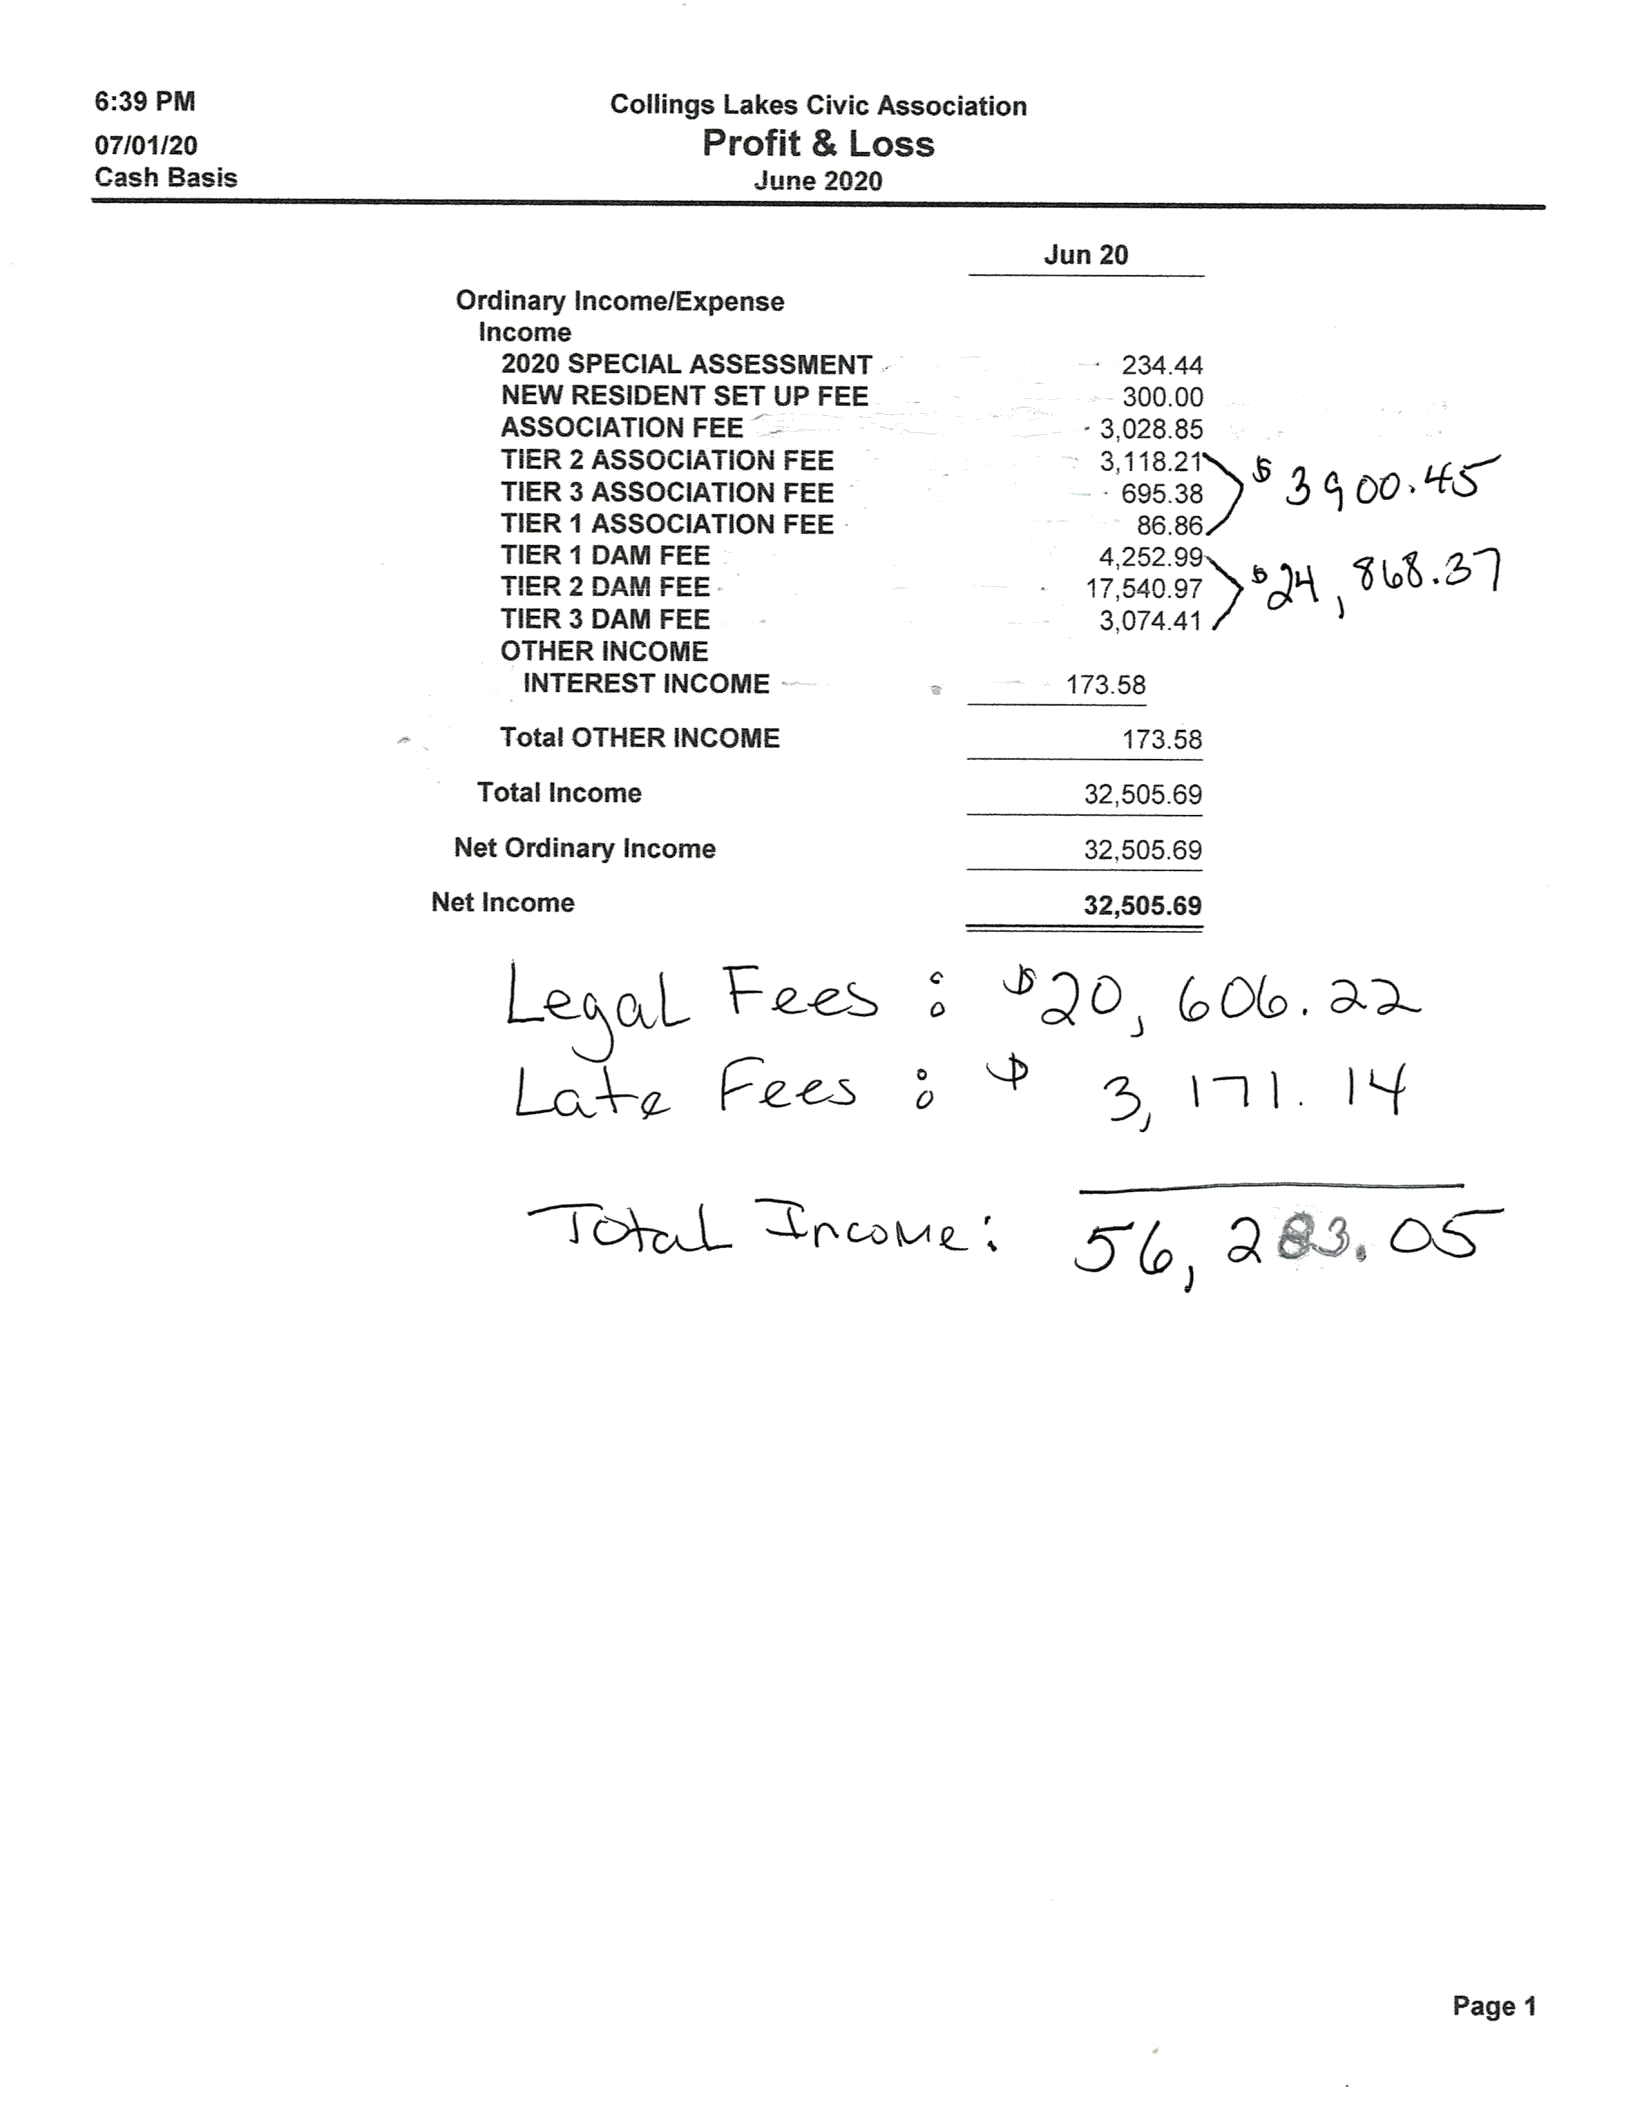 6:39 PM
Collings Lakes Civic Association
07/01/20
Profit & Loss
Cash Basis
June 2020
Jun 20
Ordinary Income/Expense
Income
2020 SPECIAL ASSESSMENT 234.44
NEW RESIDENT SET UP FEE 300.00
ASSOCIATION FEE 3,028.85
TIER 2 ASSOCIATION FEE 3,118.21
TIER 3 ASSOCIATION FEE 695.38 $ 3900.45
TIER 1 ASSOCIATION FEE 86.86
TIER 1 DAM FEE 4,252.99
TIER 2 DAM FEE 17,540.97 $24,868.37
TIER 3 DAM FEE 3,074.41
OTHER INCOME
INTEREST INCOME 173.58
Total OTHER INCOME 173.58
Total Income 32,505.69
Net Ordinary Income 32,505.69
Net Income 32,505.69
Legal Fees : $20,606.22
Late Fees : $ 3,171.14
Total Income: 56,283.05
Page 1